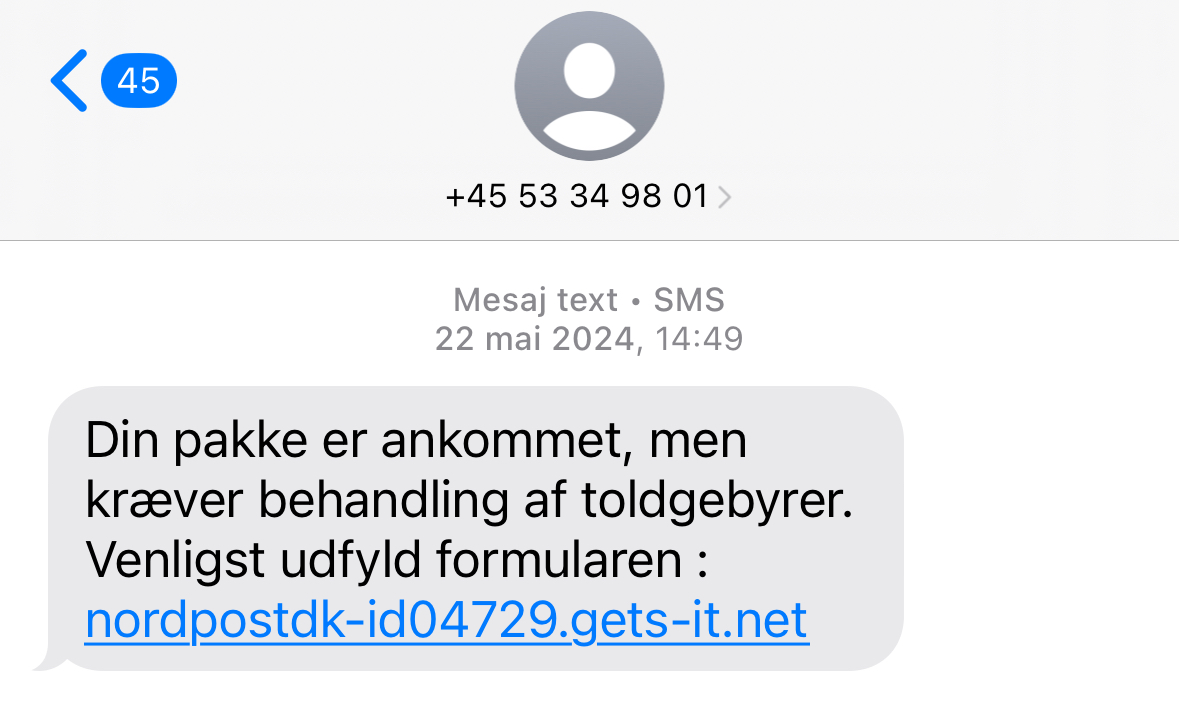 45
+45 53 34 98 01
Mesaj text • SMS
22 mai 2024, 14:49
Din pakke er ankommet, men
kræver behandling af toldgebyrer.
Venligst udfyld formularen :
nordpostdk-id04729.gets-it.net